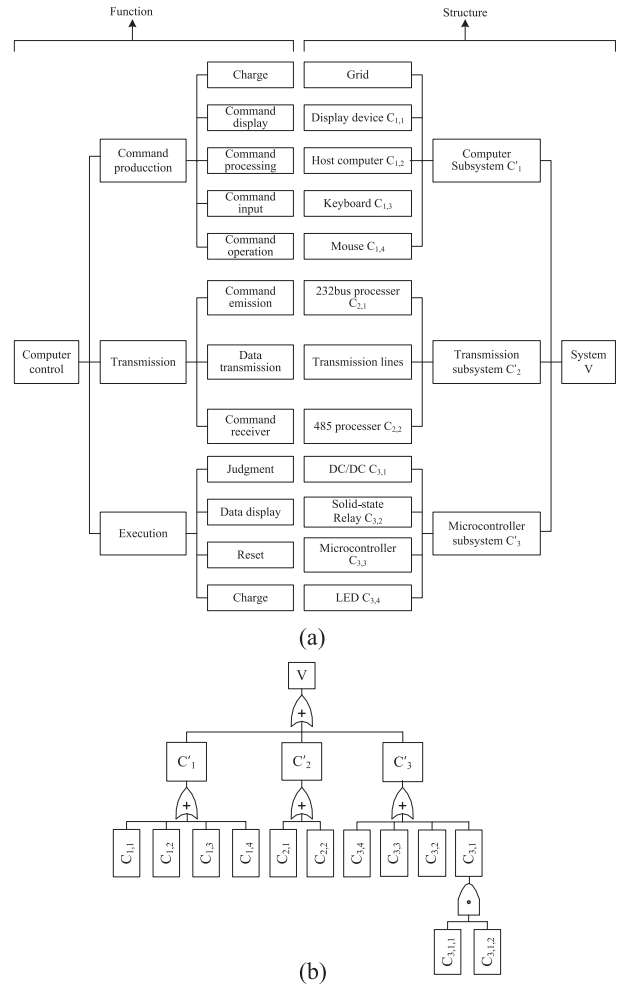 Function
Structure
Charge
Grid
Command
display
Display device C1,1
Command
producction
Command
processing
Host computer C1,2
Computer
Subsystem C'1
Command
input
Keyboard C1,3
Command
operation
Mouse C1,4
Command
emission
232bus processer
C2,1
Computer
control
Transmission
Data
transmission
Transmission lines
Transmission
subsystem C'2
System
V
Command
receiver
485 processer C2,2
Judgment
DC/DC C3,1
Data display
Solid-state
Relay C3,2
Execution
Microcontroller
subsystem C'3
Reset
Microcontroller
C3,3
Charge
LED C3,4
(a)
V
+
C'1
C'2
C'3
+
+
+
C1,1
C1,2
C1,3
C1,4
C2,1
C2,2
C3,4
C3,3
C3,2
C3,1
C3,1,1
C3,1,2
(b)